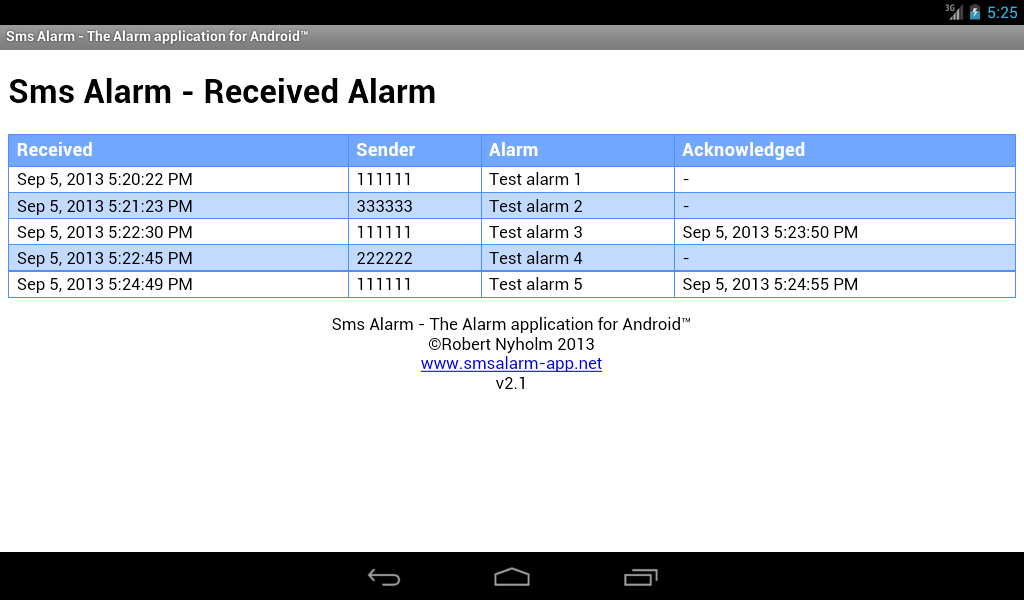 3G 5:25
Sms Alarm - The Alarm application for Android™
Sms Alarm - Received Alarm
Received Sender Alarm Acknowledged
Sep 5, 2013 5:20:22 PM 111111 Test alarm 1 -
Sep 5, 2013 5:21:23 PM 333333 Test alarm 2 -
Sep 5, 2013 5:22:30 PM 111111 Test alarm 3 Sep 5, 2013 5:23:50 PM
Sep 5, 2013 5:22:45 PM 222222 Test alarm 4 -
Sep 5, 2013 5:24:49 PM 111111 Test alarm 5 Sep 5, 2013 5:24:55 PM
Sms Alarm - The Alarm application for Android™
©Robert Nyholm 2013
www.smsalarm-app.net
v2.1